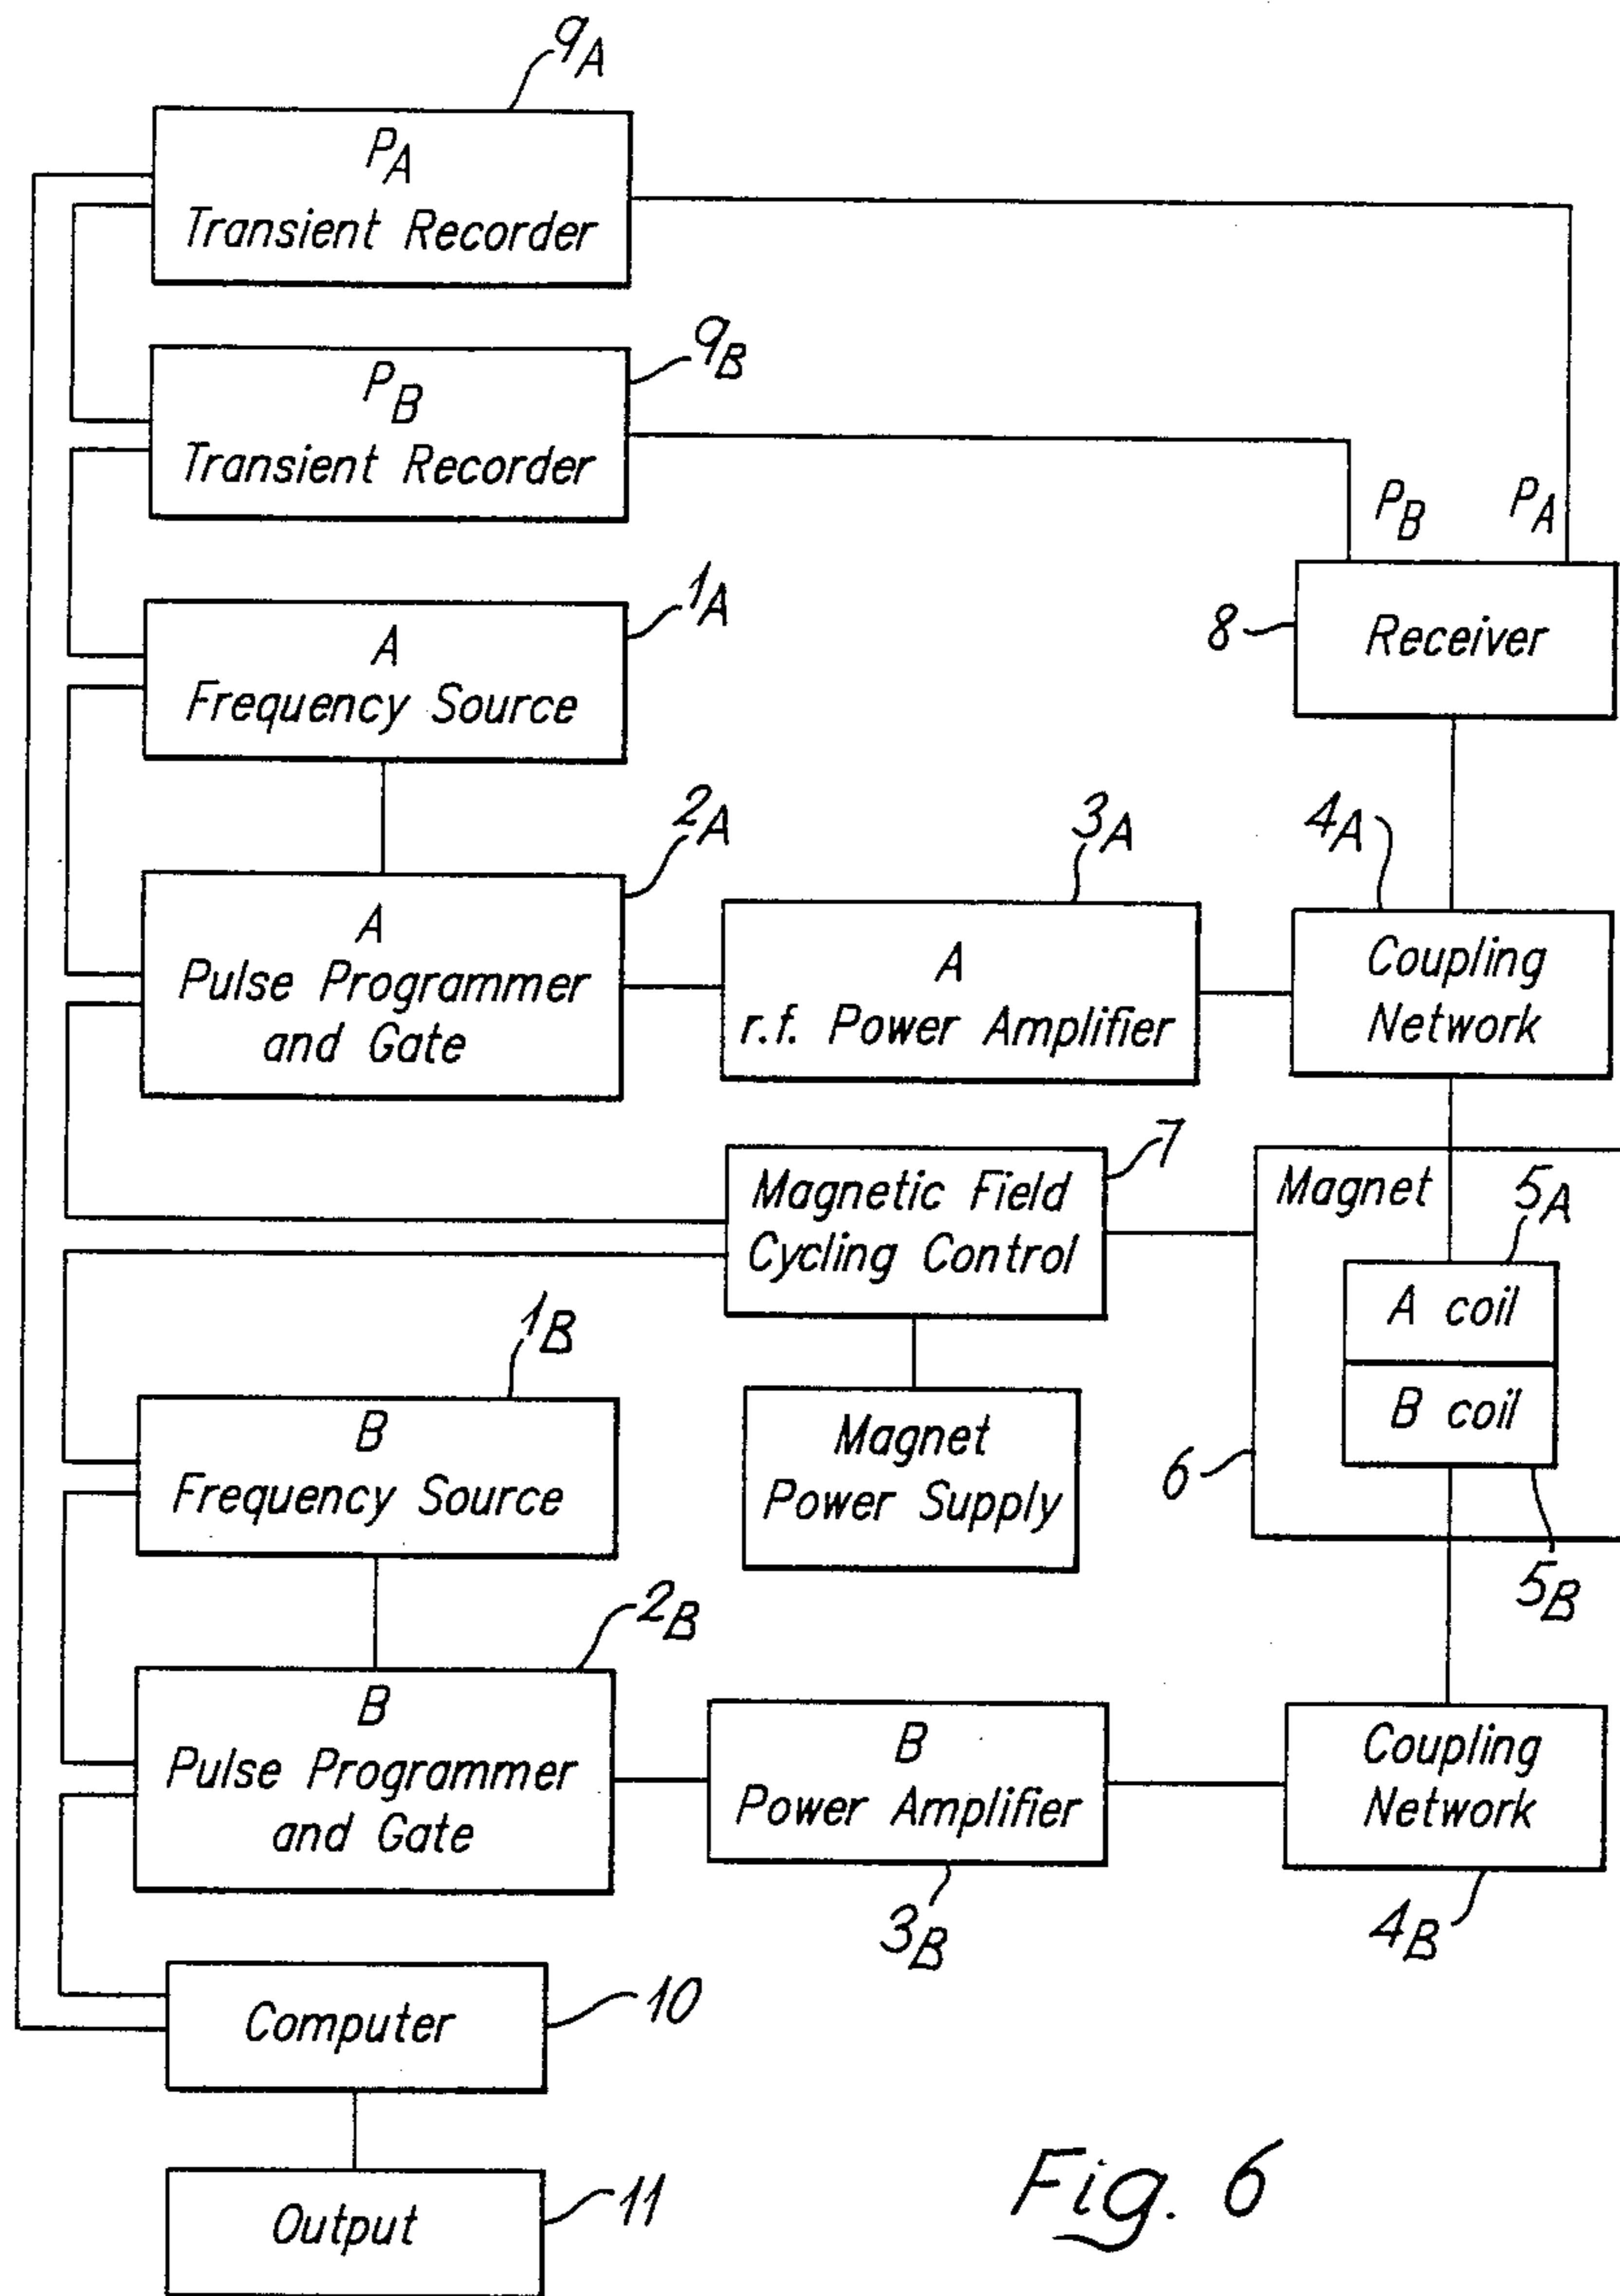 9A
PA
Transient Recorder
9B
PB
Transient Recorder
PB
PA
1A
A
Frequency Source
8
Receiver
2A
A
Pulse Programmer
and Gate
3A
A
r.f. Power Amplifier
4A
Coupling
Network
7
Magnetic Field
Cycling Control
Magnet
5A
A coil
B coil
6
5B
1B
B
Frequency Source
Magnet
Power Supply
2B
B
Pulse Programmer
and Gate
B
Power Amplifier
3B
Coupling
Network
4B
Computer
10
Output
11
Fig. 6